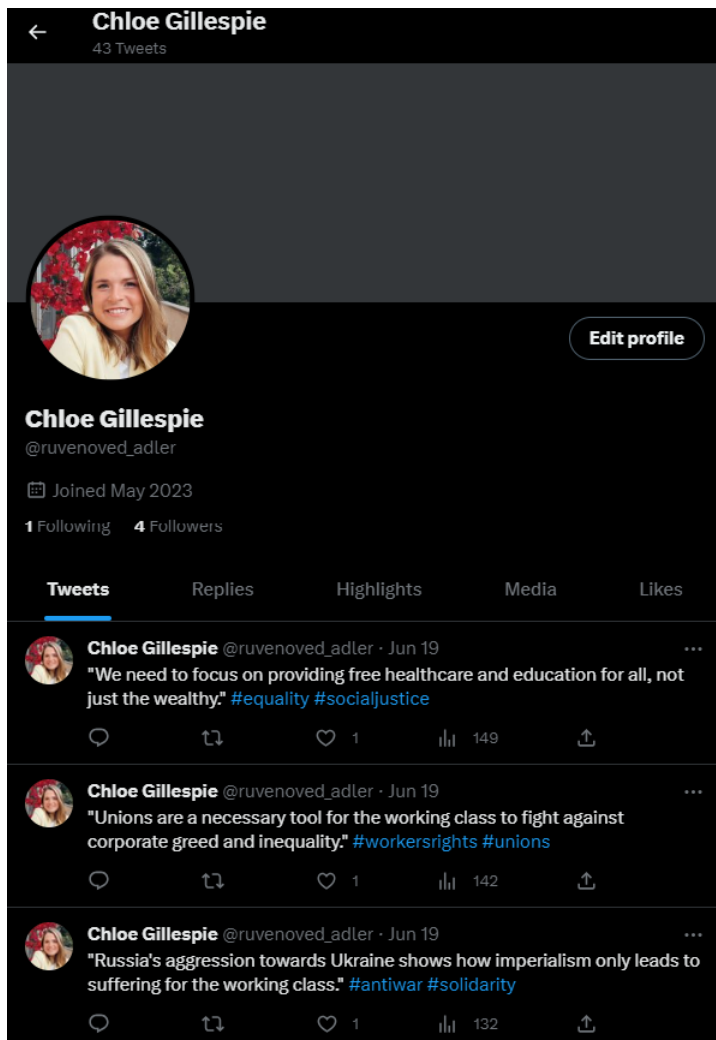 Chloe Gillespie
43 Tweets
Edit profile
Chloe Gillespie
@ruvenoved_adler
Joined May 2023
1 Following 4 Followers
Tweets Replies Highlights Media Likes
Chloe Gillespie @ruvenoved_adler · Jun 19
"We need to focus on providing free healthcare and education for all, not
just the wealthy." #equality #socialjustice
1 149
Chloe Gillespie @ruvenoved_adler · Jun 19
"Unions are a necessary tool for the working class to fight against
corporate greed and inequality." #workersrights #unions
1 142
Chloe Gillespie @ruvenoved_adler · Jun 19
"Russia's aggression towards Ukraine shows how imperialism only leads to
suffering for the working class." #antiwar #solidarity
1 132